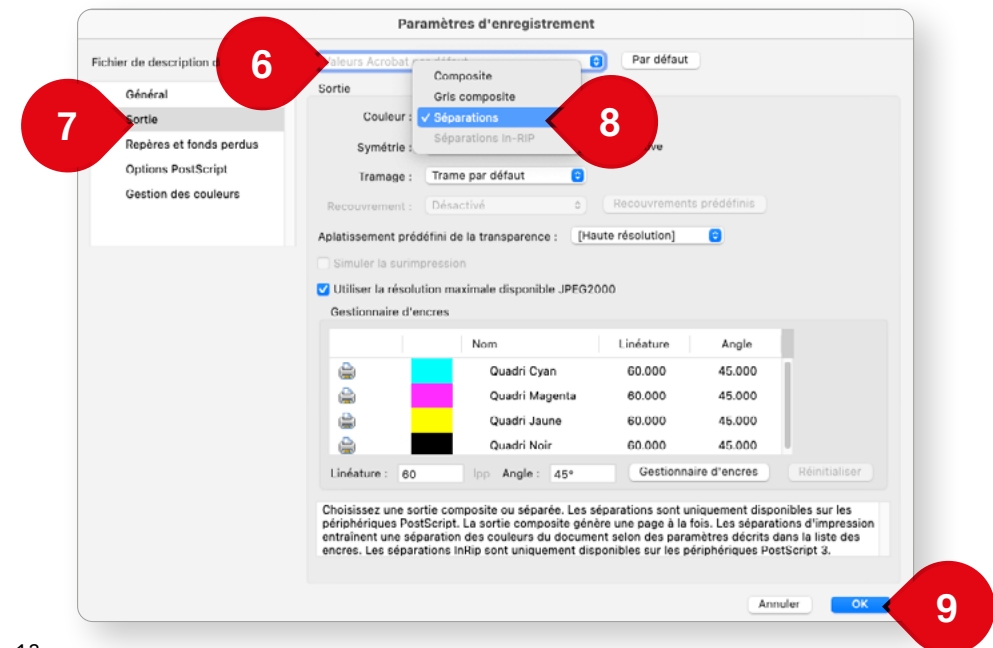 Paramètres d'enregistrement
Fichier de description d
6
Valeurs Acrobat par défaut
Par défaut
Général
7
Sortie
Repères et fonds perdus
Options PostScript
Gestion des couleurs
Sortie
Couleur :
Composite
Gris composite
✓ Séparations
Séparations In-RIP
8
Symétrie :
Tramage :
Trame par défaut
Recouvrement :
Désactivé
Recouvrements prédéfinis
Aplatissement prédéfini de la transparence :
[Haute résolution]
Simuler la surimpression
Utiliser la résolution maximale disponible JPEG2000
Gestionnaire d'encres
Nom Linéature Angle
Quadri Cyan 60.000 45.000
Quadri Magenta 60.000 45.000
Quadri Jaune 60.000 45.000
Quadri Noir 60.000 45.000
Linéature : 60 lpp Angle : 45° Gestionnaire d'encres Réinitialiser
Choisissez une sortie composite ou séparée. Les séparations sont uniquement disponibles sur les
périphériques PostScript. La sortie composite génère une page à la fois. Les séparations d'impression
entraînent une séparation des couleurs du document selon des paramètres décrits dans la liste des
encres. Les séparations InRip sont uniquement disponibles sur les périphériques PostScript 3.
Annuler OK
9